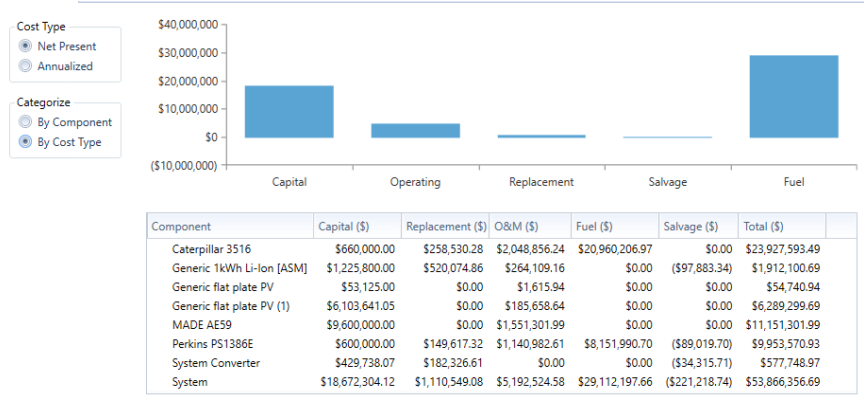 Cost Type
Net Present
Annualized
Categorize
By Component
By Cost Type
$40,000,000
$30,000,000
$20,000,000
$10,000,000
$0
($10,000,000)
Capital Operating Replacement Salvage Fuel
Component Capital ($) Replacement ($) O&M ($) Fuel ($) Salvage ($) Total ($)
Caterpillar 3516 $660,000.00 $258,530.28 $2,048,856.24 $20,960,206.97 $0.00 $23,927,593.49
Generic 1kWh Li-Ion [ASM] $1,225,800.00 $520,074.86 $264,109.16 $0.00 ($97,883.34) $1,912,100.69
Generic flat plate PV $53,125.00 $0.00 $1,615.94 $0.00 $0.00 $54,740.94
Generic flat plate PV (1) $6,103,641.05 $0.00 $185,658.64 $0.00 $0.00 $6,289,299.69
MADE AE59 $9,600,000.00 $0.00 $1,551,301.99 $0.00 $0.00 $11,151,301.99
Perkins PS1386E $600,000.00 $149,617.32 $1,140,982.61 $8,151,990.70 ($89,019.70) $9,953,570.93
System Converter $429,738.07 $182,326.61 $0.00 $0.00 ($34,315.71) $577,748.97
System $18,672,304.12 $1,110,549.08 $5,192,524.58 $29,112,197.66 ($221,218.74) $53,866,356.69